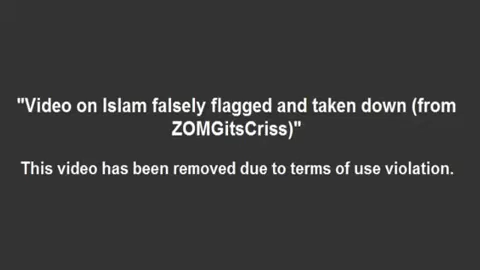 "Video on Islam falsely flagged and taken down (from
ZOMGitsCriss)"
This video has been removed due to terms of use violation.